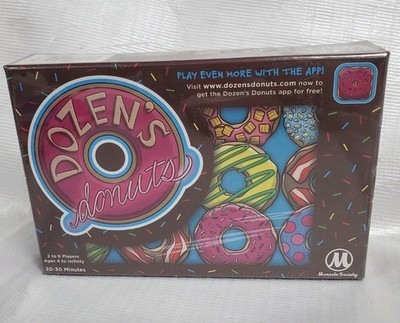 PLAY EVEN MORE WITH THE APP!
Visit www.dozensdonuts.com now to
get the Dozen's Donuts app for free!
DOZEN'S
donuts
2 to 6 Players
Ages 4 to Infinity
20-30 Minutes
M